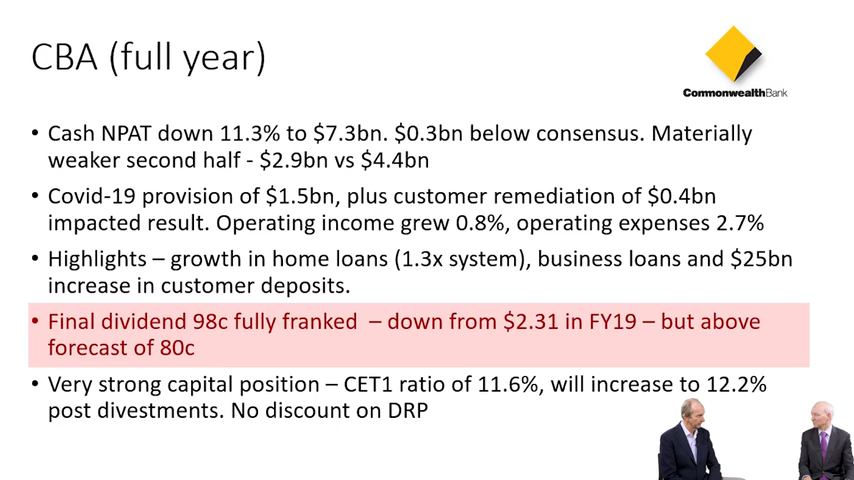 CBA (full year)
CommonwealthBank
• Cash NPAT down 11.3% to $7.3bn. $0.3bn below consensus. Materially
weaker second half - $2.9bn vs $4.4bn
• Covid-19 provision of $1.5bn, plus customer remediation of $0.4bn
impacted result. Operating income grew 0.8%, operating expenses 2.7%
• Highlights – growth in home loans (1.3x system), business loans and $25bn
increase in customer deposits.
• Final dividend 98c fully franked – down from $2.31 in FY19 – but above
forecast of 80c
• Very strong capital position – CET1 ratio of 11.6%, will increase to 12.2%
post divestments. No discount on DRP